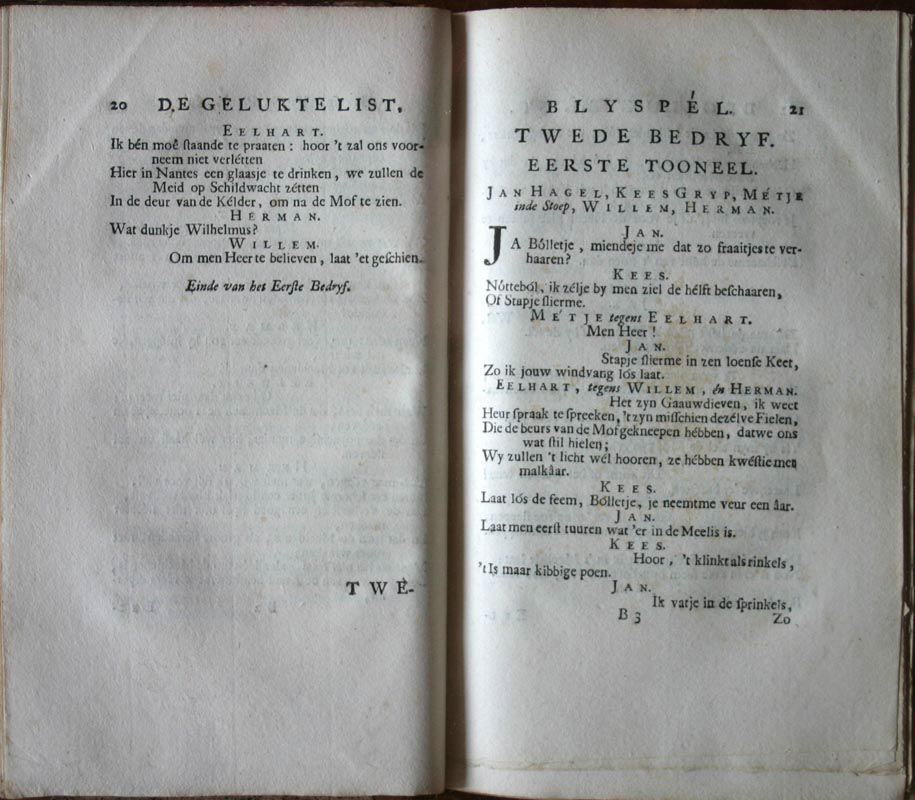 20 DE GELUKTE LIST,
EELHART.
Ik bén moê ſtaande te praaten : hoor 't zal ons voor-
neem niet verlétten
Hier in Nantes een glaasje te drinken, we zullen de
Meid op Schildwacht zétten
In de deur van de Kélder, om na de Mof te zien.
HERMAN.
Wat dunkje Wilhelmus?
WILLEM.
Om men Heer te believen, laat 'et geſchien.
Einde van het Eerſte Bedryf.
TWÉ-
BLYSPÉL. 21
TWEDE BEDRYF.
EERSTE TOONEEL.
JAN HAGEL, KEES GRYP, MÉTJE
inde Stoep, WILLEM, HERMAN.
JAN.
JA Bólletje, miendeje me dat zo fraaitjes te ver-
haaren?
KEES.
Nótteból, ik zélje by men ziel de hélft beſchaaren,
Of Stapje ſlierme.
MÉTJE tegens EELHART.
Men Heer!
JAN.
Stapje ſlierme in zen loenſe Keet,
Zo ik jouw windvang lós laat.
EELHART, tegens WILLEM, én HERMAN.
Het zyn Gaauwdieven, ik weet
Heur ſpraak te ſpreeken, 't zyn miſſchien dezélve Fielen,
Die de beurs van de Mof gekneepen hébben, datwe ons
wat ſtil hielen;
Wy zullen 't licht wél hooren, ze hébben kwéſtie men
malkâar.
KEES.
Laat lós de feem, Bólletje, je neemtme veur een âar.
JAN.
Laat men eerſt tuuren wat 'er in de Meelis is.
KEES.
Hoor, 't klinkt als rinkels,
't Is maar kibbige poen.
JAN.
Ik vatje in de ſprinkels,
B 3 Zo